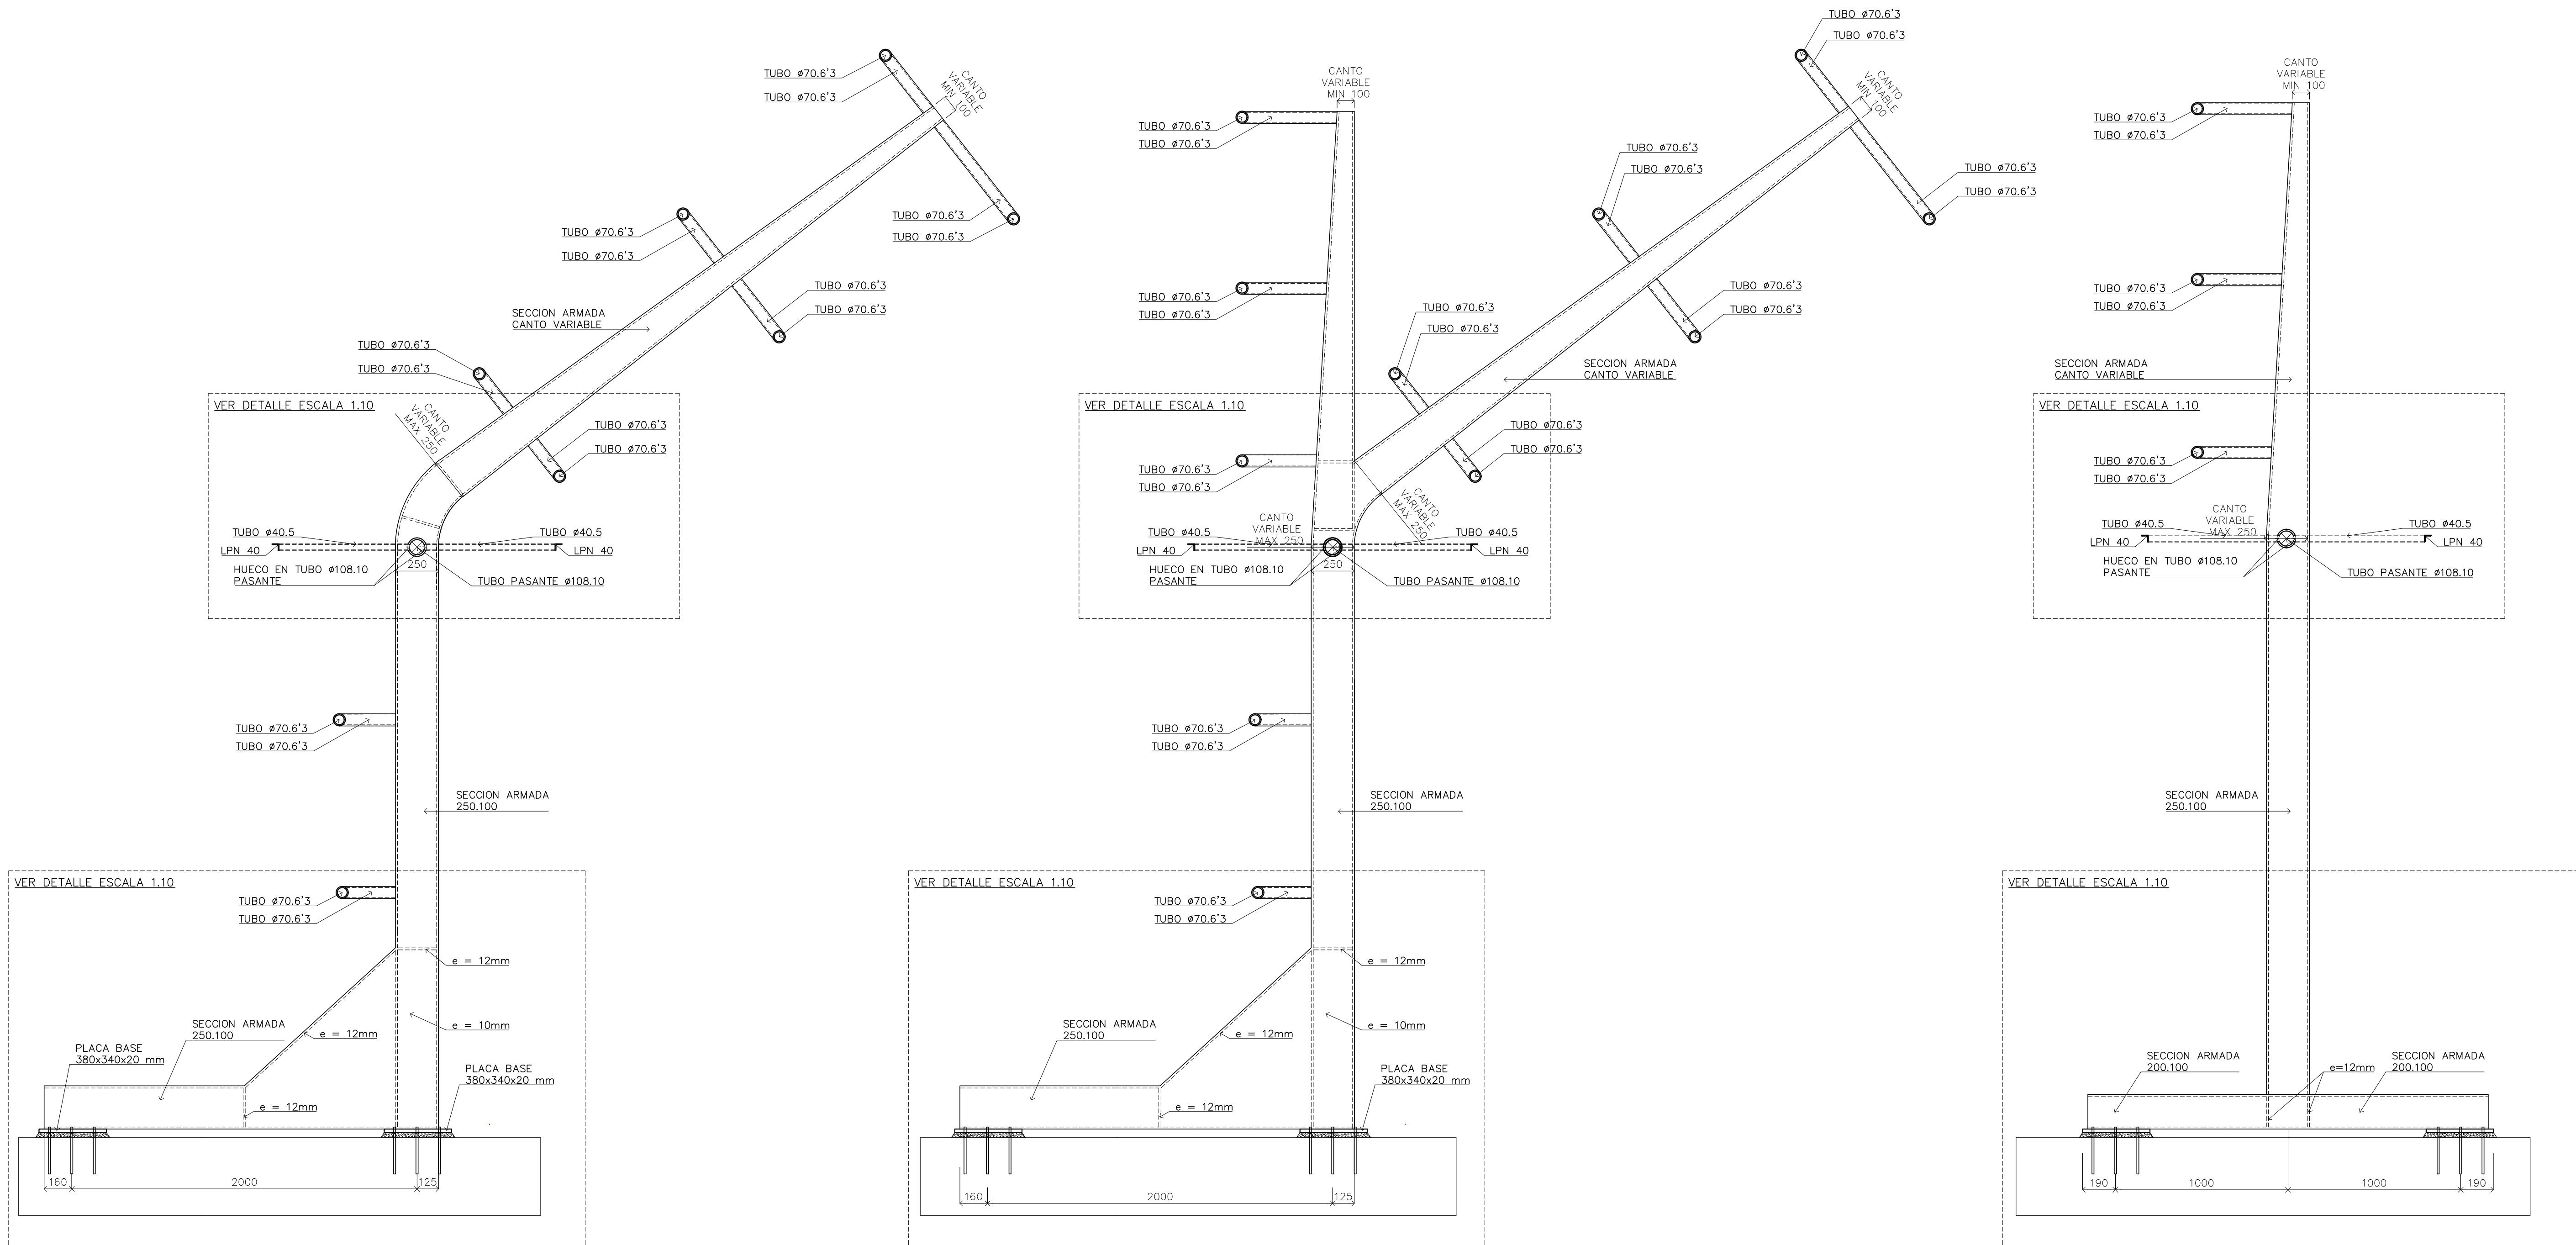 TUBO ø70.6'3
TUBO ø70.6'3
CANTO
VARIABLE
MIN 100
TUBO ø70.6'3
TUBO ø70.6'3
TUBO ø70.6'3
TUBO ø70.6'3
TUBO ø70.6'3
TUBO ø70.6'3
SECCION ARMADA
CANTO VARIABLE
TUBO ø70.6'3
TUBO ø70.6'3
VER DETALLE ESCALA 1.10
CANTO
VARIABLE
MAX 250
TUBO ø70.6'3
TUBO ø70.6'3
TUBO ø40.5
TUBO ø40.5
LPN 40
LPN 40
250
HUECO EN TUBO ø108.10
PASANTE
TUBO PASANTE ø108.10
TUBO ø70.6'3
TUBO ø70.6'3
SECCION ARMADA
250.100
VER DETALLE ESCALA 1.10
TUBO ø70.6'3
TUBO ø70.6'3
e = 12mm
e = 10mm
SECCION ARMADA
250.100
e = 12mm
PLACA BASE
380x340x20 mm
PLACA BASE
380x340x20 mm
e = 12mm
160
2000
125
TUBO ø70.6'3
TUBO ø70.6'3
CANTO
VARIABLE
MIN 100
CANTO
VARIABLE
MIN 100
TUBO ø70.6'3
TUBO ø70.6'3
TUBO ø70.6'3
TUBO ø70.6'3
TUBO ø70.6'3
TUBO ø70.6'3
TUBO ø70.6'3
TUBO ø70.6'3
TUBO ø70.6'3
TUBO ø70.6'3
TUBO ø70.6'3
TUBO ø70.6'3
SECCION ARMADA
CANTO VARIABLE
VER DETALLE ESCALA 1.10
TUBO ø70.6'3
TUBO ø70.6'3
TUBO ø70.6'3
TUBO ø70.6'3
CANTO
VARIABLE
MAX 250
CANTO
VARIABLE
MAX 250
TUBO ø40.5
TUBO ø40.5
LPN 40
LPN 40
250
HUECO EN TUBO ø108.10
PASANTE
TUBO PASANTE ø108.10
TUBO ø70.6'3
TUBO ø70.6'3
SECCION ARMADA
250.100
VER DETALLE ESCALA 1.10
TUBO ø70.6'3
TUBO ø70.6'3
e = 12mm
e = 10mm
SECCION ARMADA
250.100
e = 12mm
PLACA BASE
380x340x20 mm
e = 12mm
160
2000
125
CANTO
VARIABLE
MIN 100
TUBO ø70.6'3
TUBO ø70.6'3
TUBO ø70.6'3
TUBO ø70.6'3
SECCION ARMADA
CANTO VARIABLE
VER DETALLE ESCALA 1.10
TUBO ø70.6'3
TUBO ø70.6'3
CANTO
VARIABLE
MAX 250
TUBO ø40.5
TUBO ø40.5
LPN 40
LPN 40
HUECO EN TUBO ø108.10
PASANTE
TUBO PASANTE ø108.10
SECCION ARMADA
250.100
VER DETALLE ESCALA 1.10
SECCION ARMADA
200.100
e=12mm
SECCION ARMADA
200.100
190
1000
1000
190